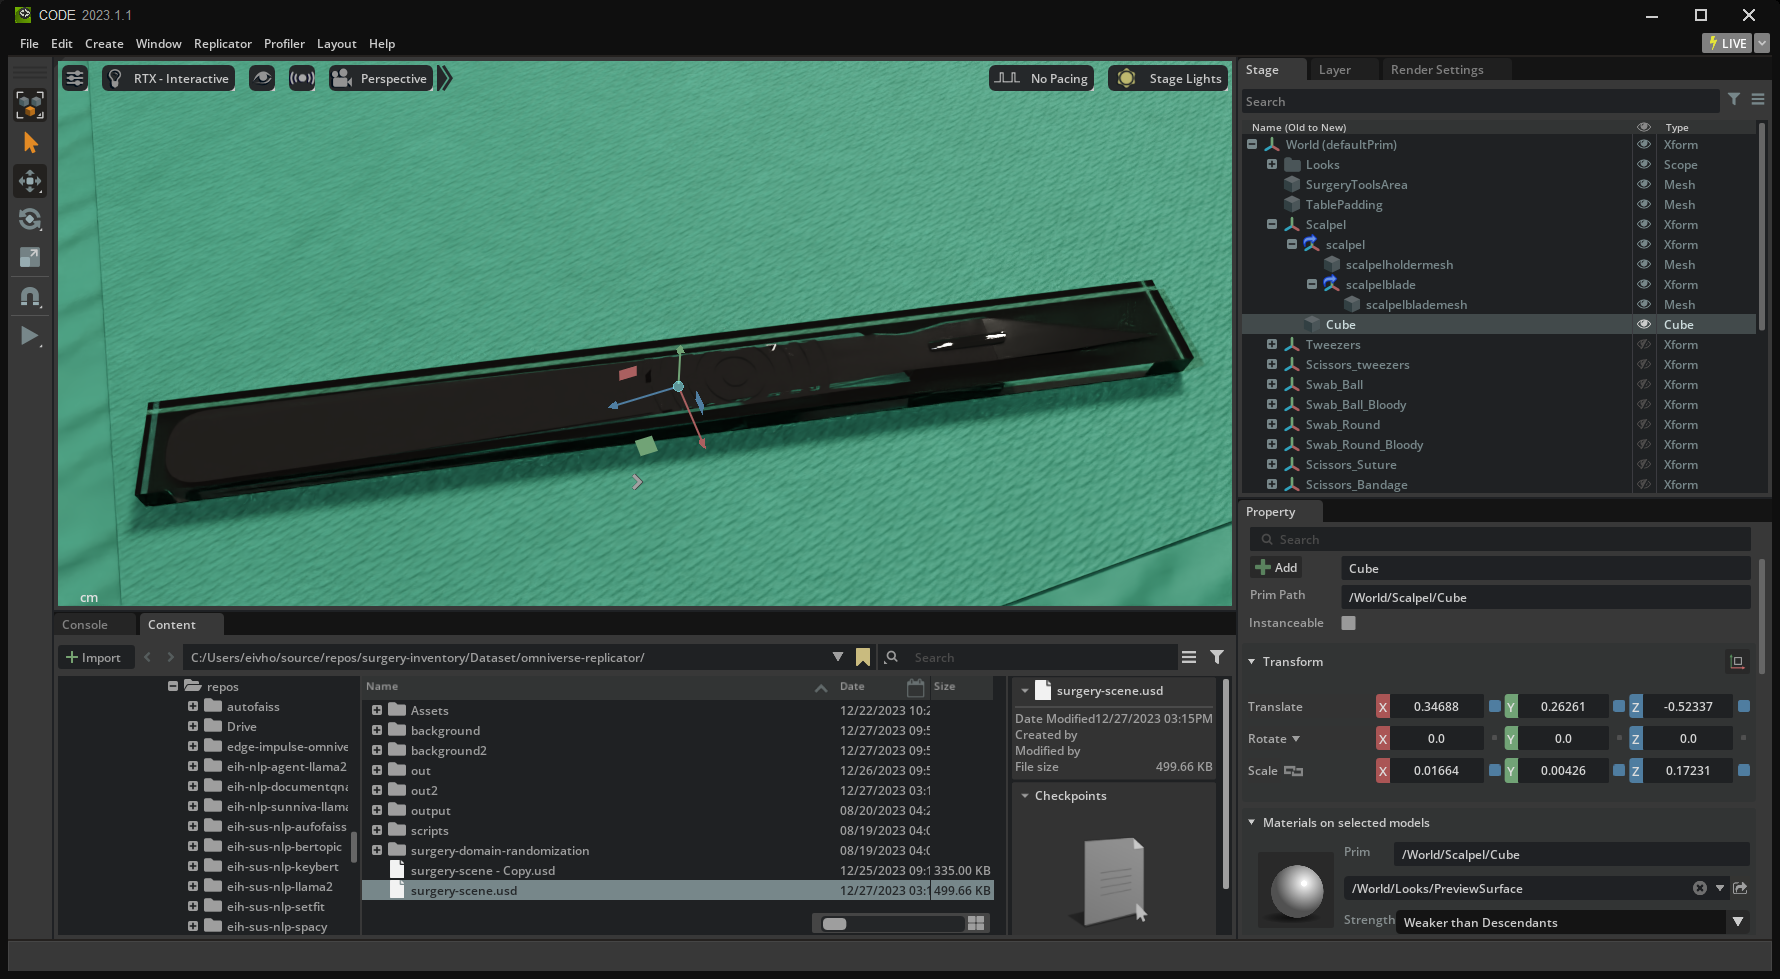 CODE 2023.1.1
File Edit Create Window Replicator Profiler Layout Help
LIVE
RTX - Interactive
Perspective
No Pacing
Stage Lights
cm
Stage Layer Render Settings
Search
Name (Old to New) Type
World (defaultPrim) Xform
Looks Scope
SurgeryToolsArea Mesh
TablePadding Mesh
Scalpel Xform
scalpel Xform
scalpelholdermesh Mesh
scalpelblade Xform
scalpelblademesh Mesh
Cube Cube
Tweezers Xform
Scissors_tweezers Xform
Swab_Ball Xform
Swab_Ball_Bloody Xform
Swab_Round Xform
Swab_Round_Bloody Xform
Scissors_Suture Xform
Scissors_Bandage Xform
Property
Search
Add Cube
Prim Path /World/Scalpel/Cube
Instanceable
Transform
Translate X 0.34688 Y 0.26261 Z -0.52337
Rotate X 0.0 Y 0.0 Z 0.0
Scale X 0.01664 Y 0.00426 Z 0.17231
Materials on selected models
Prim /World/Scalpel/Cube
/World/Looks/PreviewSurface
Strength Weaker than Descendants
Console Content
+ Import C:/Users/eivho/source/repos/surgery-inventory/Dataset/omniverse-replicator/ Search
repos
autofaiss
Drive
edge-impulse-omnive
eih-nlp-agent-llama2
eih-nlp-documentqna
eih-nlp-sunniva-llama
eih-sus-nlp-aufofaiss
eih-sus-nlp-bertopic
eih-sus-nlp-keybert
eih-sus-nlp-llama2
eih-sus-nlp-setfit
eih-sus-nlp-spacy
Name Date Size
Assets 12/22/2023 10:2
background 12/27/2023 09:5
background2 12/27/2023 09:5
out 12/26/2023 09:5
out2 12/27/2023 03:1
output 08/20/2023 04:2
scripts 08/19/2023 04:0
surgery-domain-randomization 08/19/2023 04:0
surgery-scene - Copy.usd 12/25/2023 09:1 335.00 KB
surgery-scene.usd 12/27/2023 03:1 499.66 KB
surgery-scene.usd
Date Modified 12/27/2023 03:15PM
Created by
Modified by
File size 499.66 KB
Checkpoints